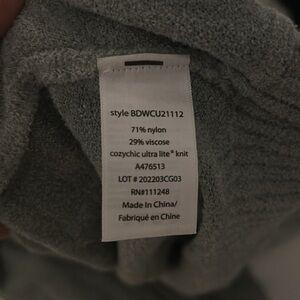 style BDWCU21112
71% nylon
29% viscose
cozychic ultra lite® knit
A476513
LOT # 202203CG03
RN#111248
Made In China/
Fabriqué en Chine